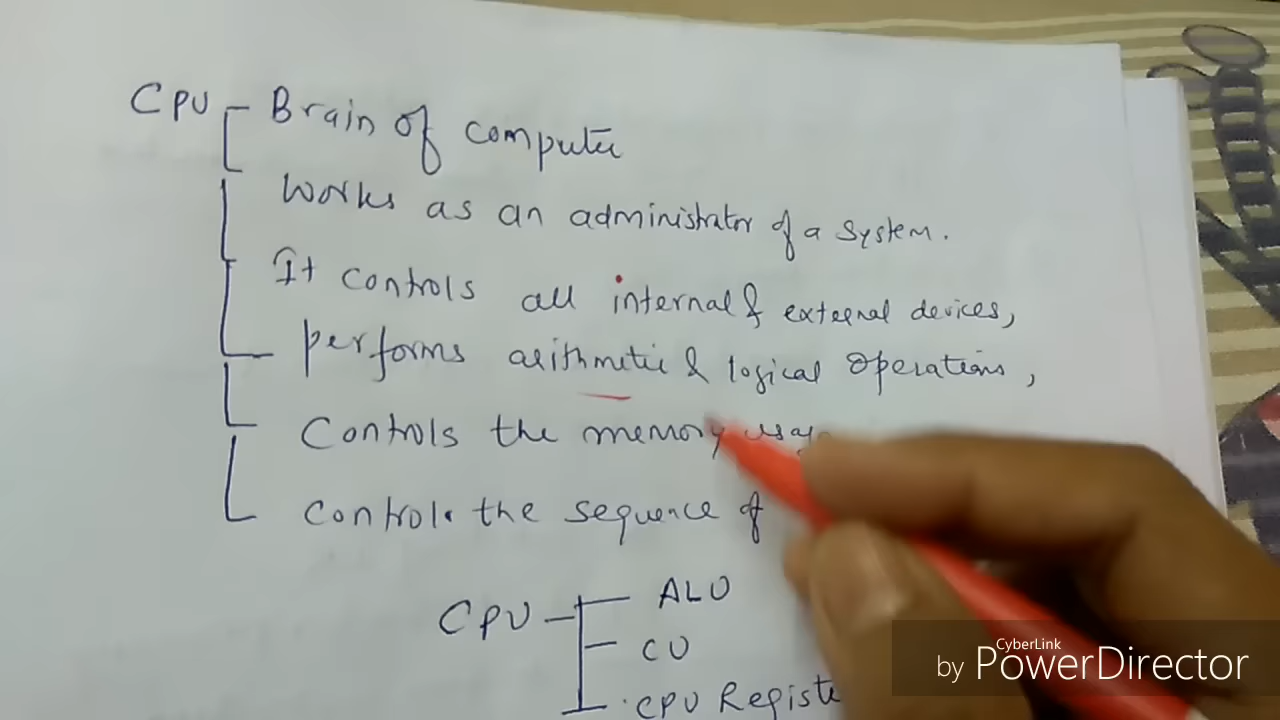 CPU - Brain of computer
Works as an administrator of a system.
It controls all internal & external devices,
performs arithmetic & logical operations,
Controls the memory
Control. the sequence of
CPU - ALU
CU
CPU
CyberLink
by PowerDirector